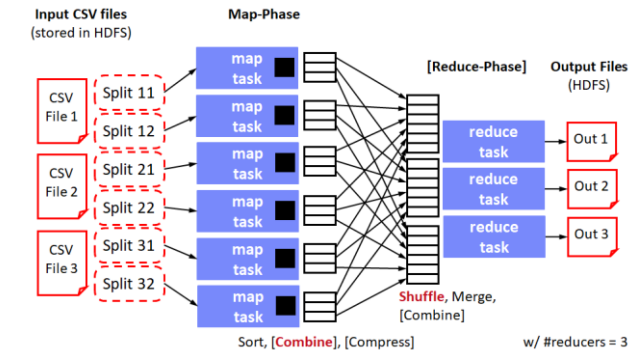 Input CSV files
(stored in HDFS)
Map-Phase
[Reduce-Phase]
Output Files
(HDFS)
CSV
File 1
CSV
File 2
CSV
File 3
Split 11
Split 12
Split 21
Split 22
Split 31
Split 32
map
task
map
task
map
task
map
task
map
task
map
task
reduce
task
reduce
task
reduce
task
Out 1
Out 2
Out 3
Shuffle, Merge,
[Combine]
Sort, [Combine], [Compress]
w/ #reducers = 3